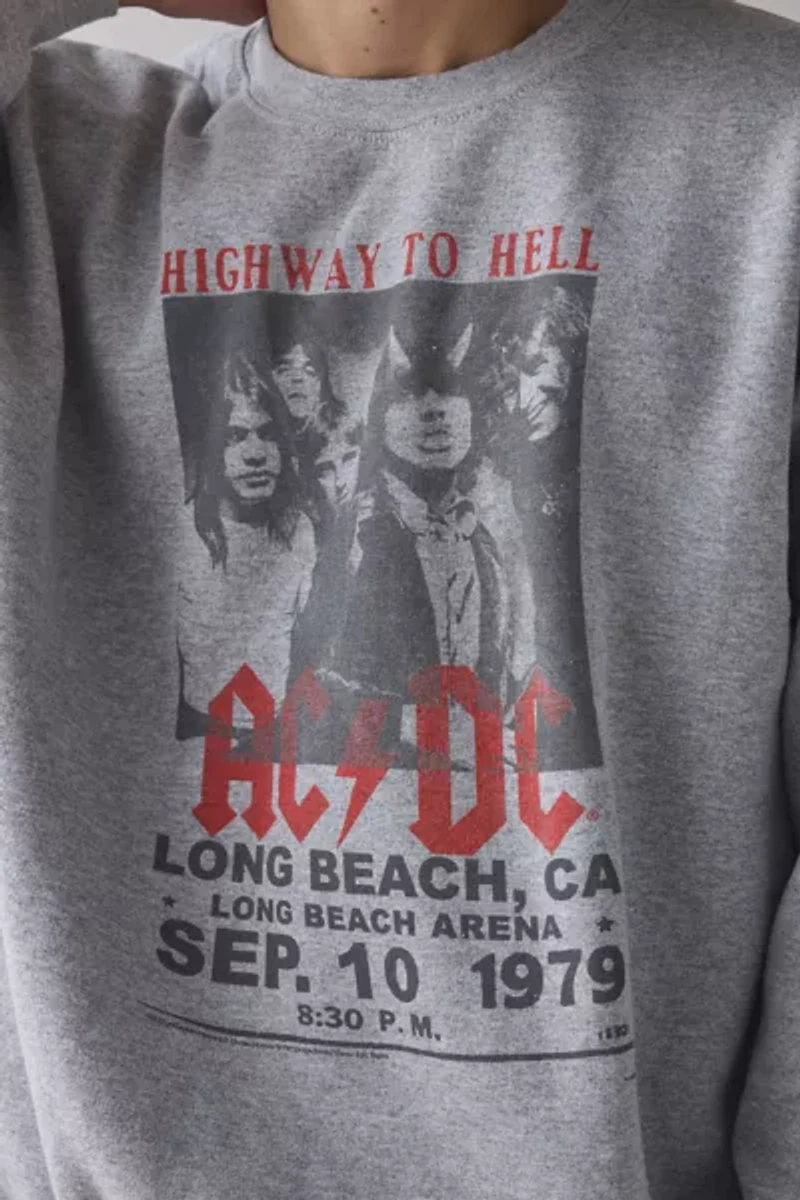 HIGHWAY TO HELL
AC⚡DC®
LONG BEACH, CA
★ LONG BEACH ARENA ★
SEP. 10 1979
8:30 P.M.